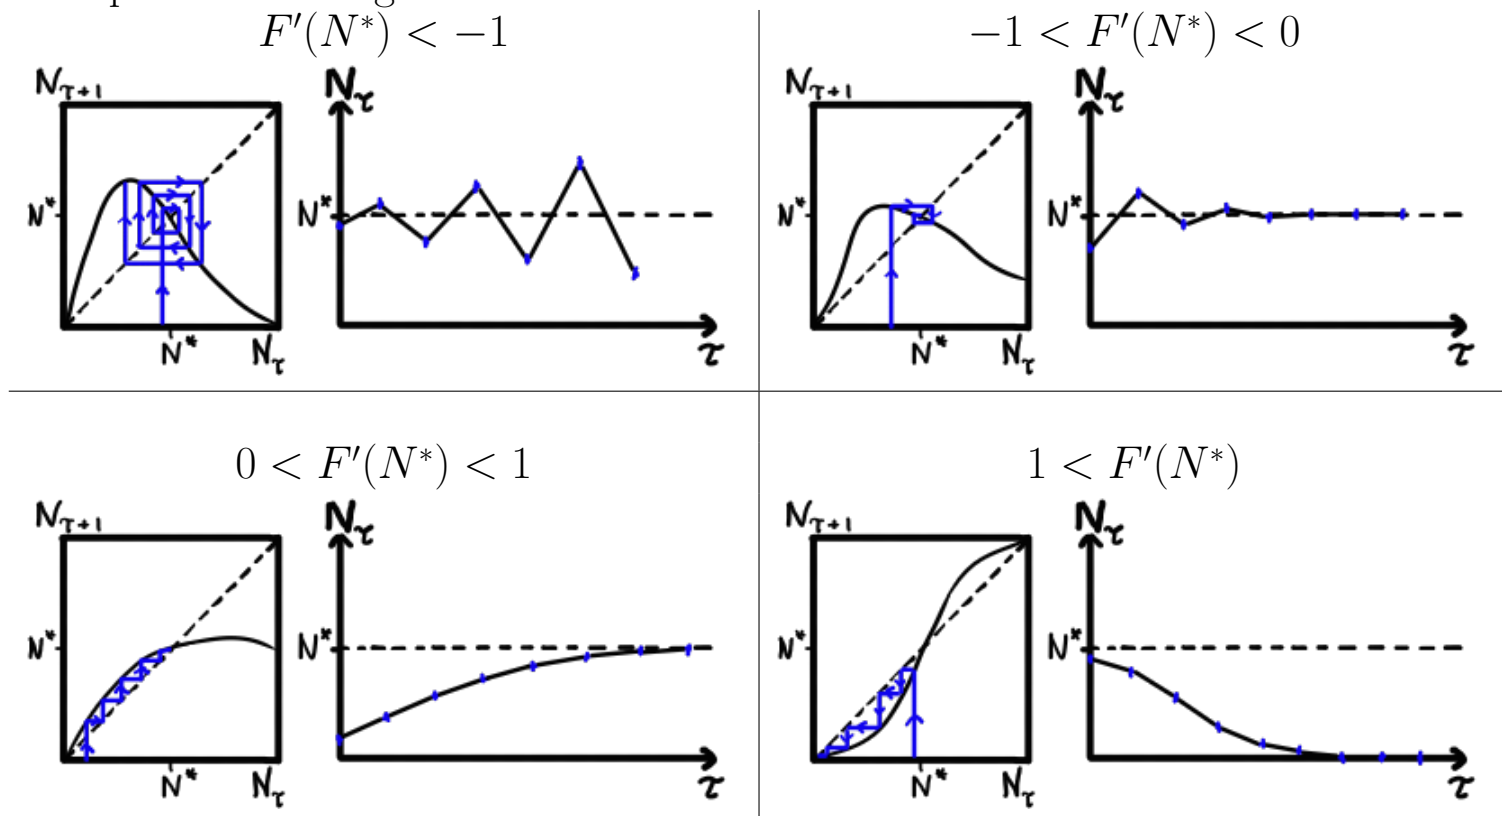 F′(N*) < −1
N_{τ+1}
N*
N*
N_τ
N_τ
N*
τ
−1 < F′(N*) < 0
N_{τ+1}
N*
N*
N_τ
N_τ
N*
τ
0 < F′(N*) < 1
N_{τ+1}
N*
N*
N_τ
N_τ
N*
τ
1 < F′(N*)
N_{τ+1}
N*
N*
N_τ
N_τ
N*
τ